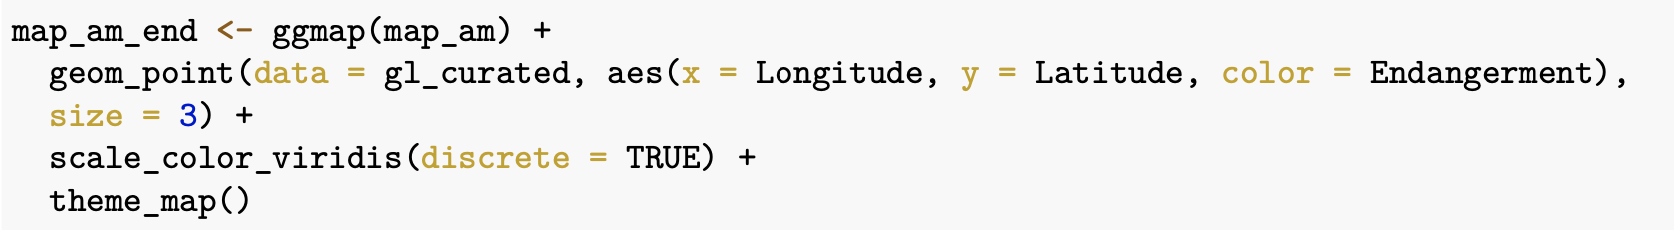 map_am_end <- ggmap(map_am) +
  geom_point(data = gl_curated, aes(x = Longitude, y = Latitude, color = Endangerment),
  size = 3) +
  scale_color_viridis(discrete = TRUE) +
  theme_map()